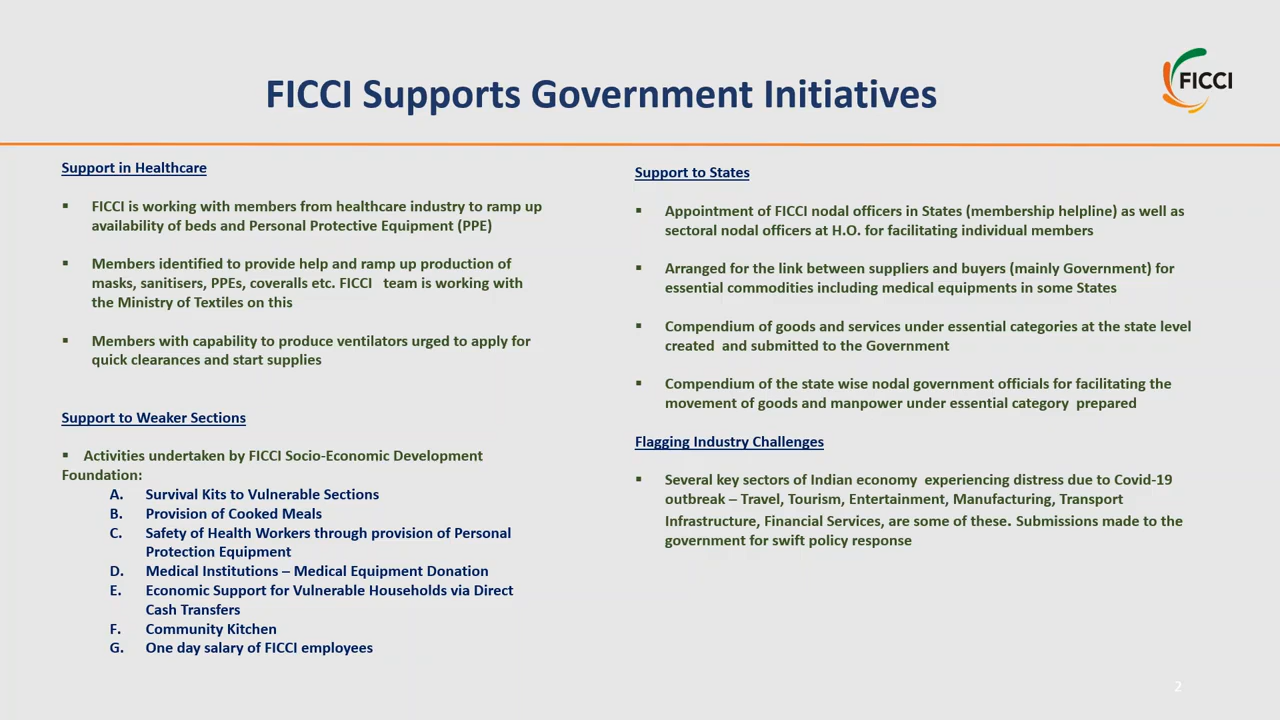 FICCI Supports Government Initiatives
FICCI
Support in Healthcare
▪ FICCI is working with members from healthcare industry to ramp up
availability of beds and Personal Protective Equipment (PPE)
▪ Members identified to provide help and ramp up production of
masks, sanitisers, PPEs, coveralls etc. FICCI team is working with
the Ministry of Textiles on this
▪ Members with capability to produce ventilators urged to apply for
quick clearances and start supplies
Support to Weaker Sections
▪ Activities undertaken by FICCI Socio-Economic Development
Foundation:
A. Survival Kits to Vulnerable Sections
B. Provision of Cooked Meals
C. Safety of Health Workers through provision of Personal
Protection Equipment
D. Medical Institutions – Medical Equipment Donation
E. Economic Support for Vulnerable Households via Direct
Cash Transfers
F. Community Kitchen
G. One day salary of FICCI employees
Support to States
▪ Appointment of FICCI nodal officers in States (membership helpline) as well as
sectoral nodal officers at H.O. for facilitating individual members
▪ Arranged for the link between suppliers and buyers (mainly Government) for
essential commodities including medical equipments in some States
▪ Compendium of goods and services under essential categories at the state level
created and submitted to the Government
▪ Compendium of the state wise nodal government officials for facilitating the
movement of goods and manpower under essential category prepared
Flagging Industry Challenges
▪ Several key sectors of Indian economy experiencing distress due to Covid-19
outbreak – Travel, Tourism, Entertainment, Manufacturing, Transport
Infrastructure, Financial Services, are some of these. Submissions made to the
government for swift policy response
2